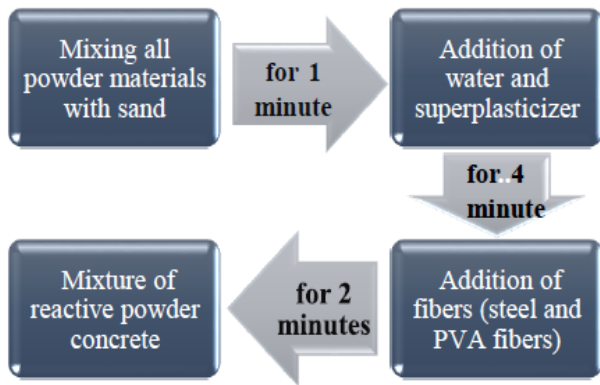 Mixing all
powder materials
with sand
for 1
minute
Addition of
water and
superplasticizer
for..4
minute
Addition of
fibers (steel and
PVA fibers)
for 2
minutes
Mixture of
reactive powder
concrete